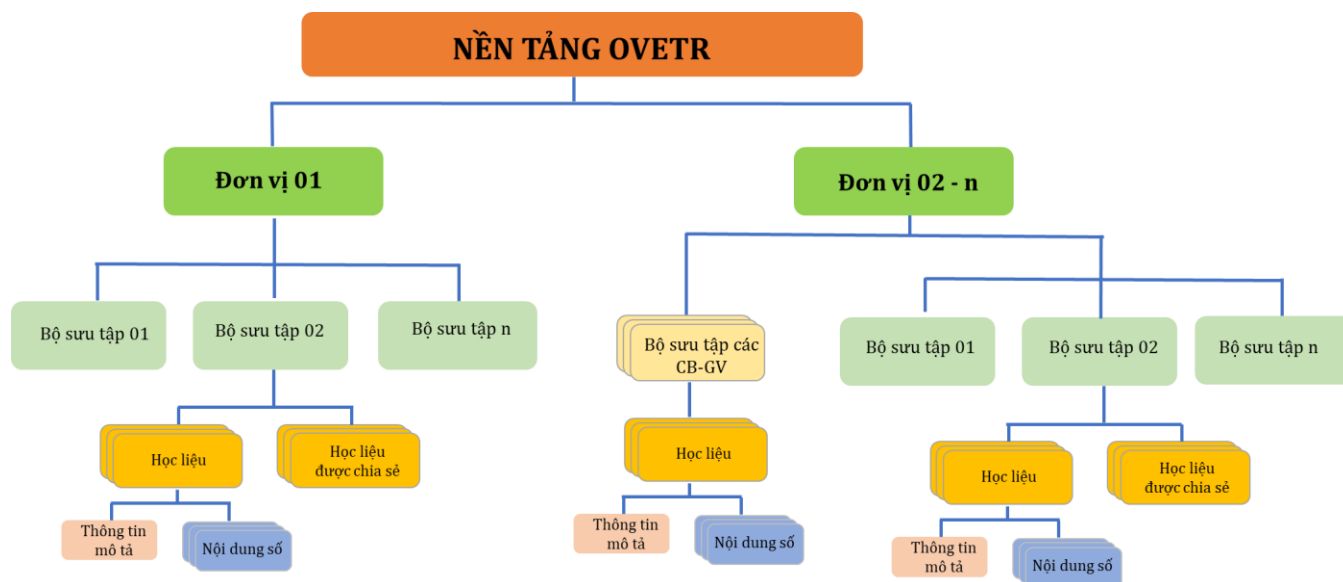 NỀN TẢNG OVETR
Đơn vị 01
Đơn vị 02 - n
Bộ sưu tập 01
Bộ sưu tập 02
Bộ sưu tập n
Bộ sưu tập các
CB-GV
Bộ sưu tập 01
Bộ sưu tập 02
Bộ sưu tập n
Học liệu
Học liệu
được chia sẻ
Học liệu
Học liệu
Học liệu
được chia sẻ
Thông tin
mô tả
Nội dung số
Thông tin
mô tả
Nội dung số
Thông tin
mô tả
Nội dung số